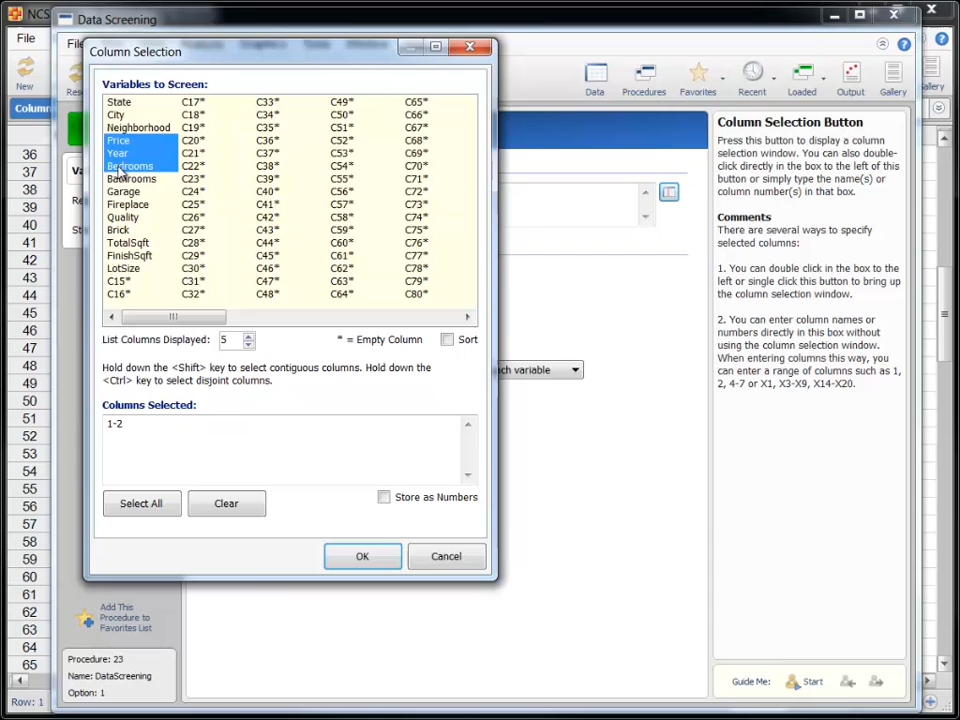 NCS
Data Screening
File
New
Column
36
37
38
39
40
41
42
43
44
45
46
47
48
49
50
51
52
53
54
55
56
57
58
59
60
61
62
63
64
65
Row: 1
Column Selection
Variables to Screen:
State C17* C33* C49* C65*
City C18* C34* C50* C66*
Neighborhood C19* C35* C51* C67*
Price C20* C36* C52* C68*
Year C21* C37* C53* C69*
Bedrooms C22* C38* C54* C70*
Bathrooms C23* C39* C55* C71*
Garage C24* C40* C56* C72*
Fireplace C25* C41* C57* C73*
Quality C26* C42* C58* C74*
Brick C27* C43* C59* C75*
TotalSqft C28* C44* C60* C76*
FinishSqft C29* C45* C61* C77*
LotSize C30* C46* C62* C78*
C15* C31* C47* C63* C79*
C16* C32* C48* C64* C80*
List Columns Displayed: 5 * = Empty Column Sort
Hold down the <Shift> key to select contiguous columns. Hold down the
<Ctrl> key to select disjoint columns.
Columns Selected:
1-2
Select All Clear Store as Numbers
OK Cancel
Add This
Procedure to
Favorites List
Procedure: 23
Name: DataScreening
Option: 1
Data Procedures Favorites Recent Loaded Output Gallery
ach variable
Column Selection Button
Press this button to display a column
selection window. You can also double-
click directly in the box to the left of this
button or simply type the name(s) or
column number(s) in that box.
Comments
There are several ways to specify
selected columns:
1. You can double click in the box to the
left or single click this button to bring up
the column selection window.
2. You can enter column names or
numbers directly in this box without
using the column selection window.
When entering columns this way, you
can enter a range of columns such as 1,
2, 4-7 or X1, X3-X9, X14-X20.
Guide Me: Start